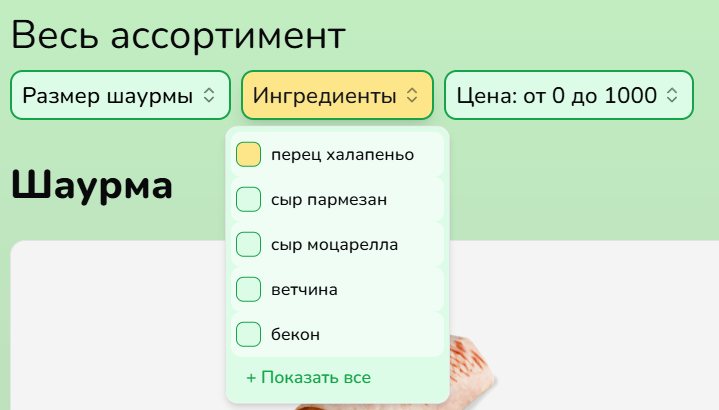 Весь ассортимент
Размер шаурмы
Ингредиенты
Цена: от 0 до 1000
перец халапеньо
Шаурма
сыр пармезан
сыр моцарелла
ветчина
бекон
+ Показать все